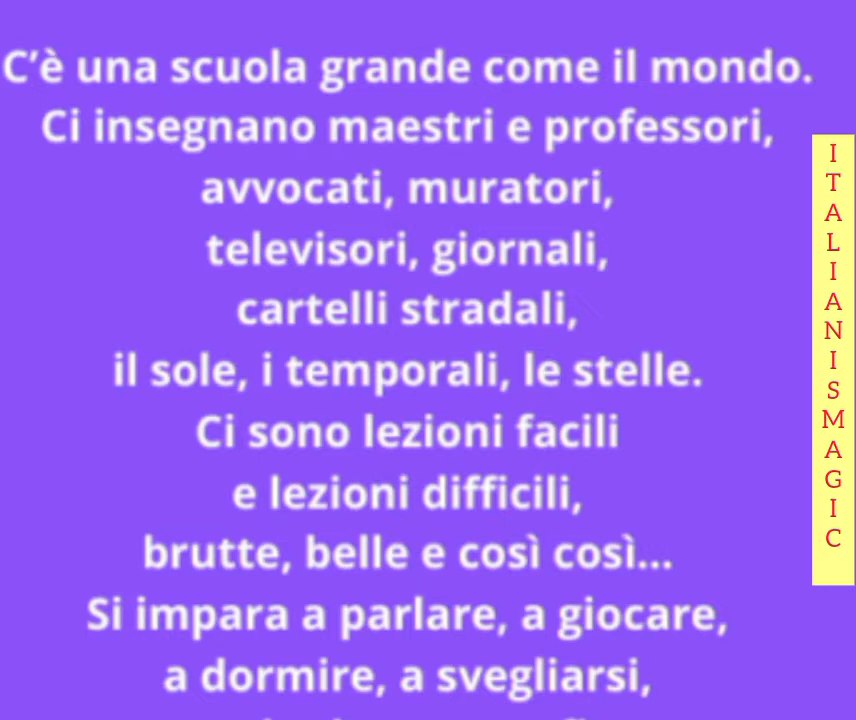 C’è una scuola grande come il mondo.
Ci insegnano maestri e professori,
avvocati, muratori,
televisori, giornali,
cartelli stradali,
il sole, i temporali, le stelle.
Ci sono lezioni facili
e lezioni difficili,
brutte, belle e così così...
Si impara a parlare, a giocare,
a dormire, a svegliarsi,
ITALIANISMAGIC